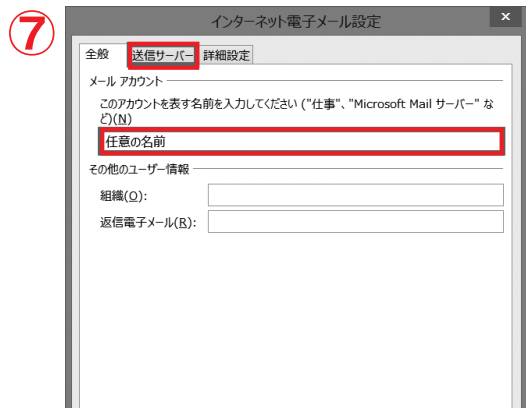 ⑦
インターネット電子メール設定
×
全般 送信サーバー 詳細設定
メール アカウント
このアカウントを表す名前を入力してください ("仕事"、"Microsoft Mail サーバー" な
ど)(N)
任意の名前
その他のユーザー情報
組織(O):
返信電子メール(R):